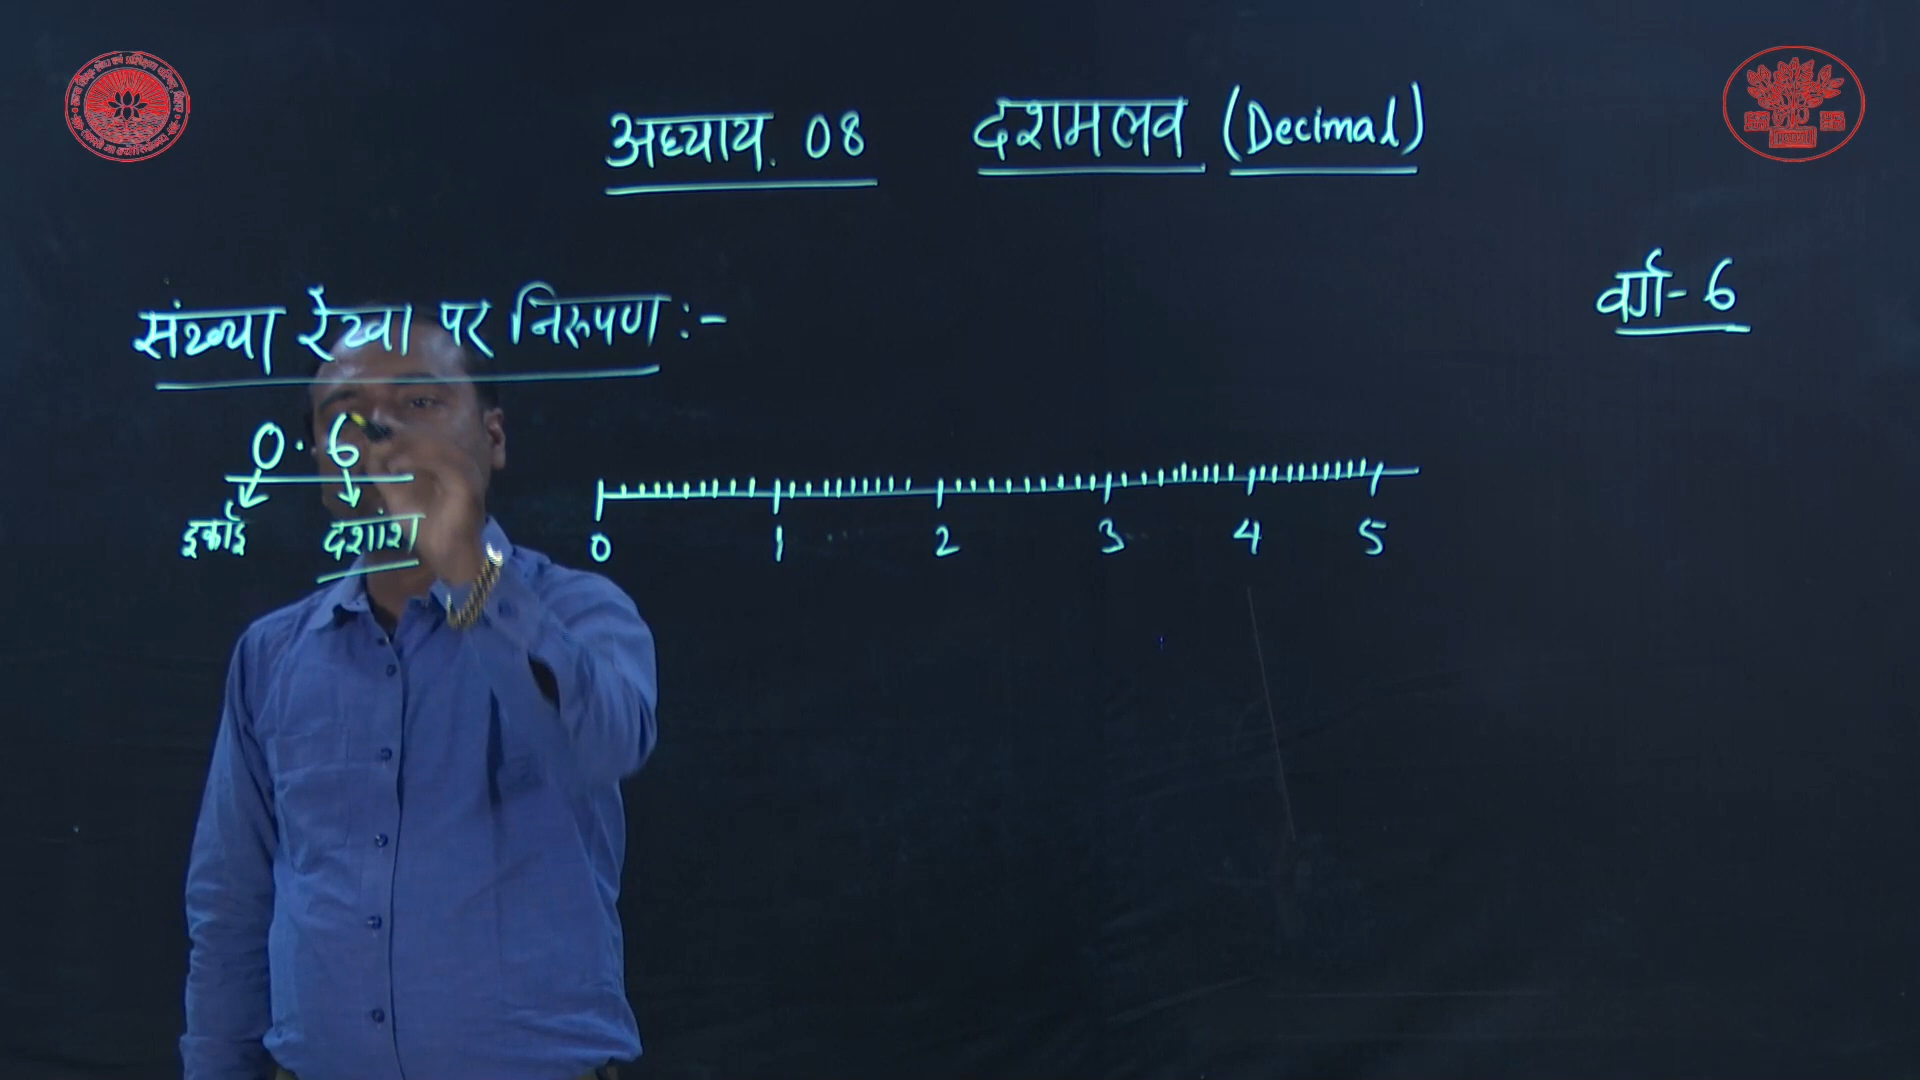 अध्याय. 08 दशमलव (Decimal)
वर्ग- 6
संख्या रेखा पर निरूपण :-
0.6
इकाई दशांश
0 1 2 3 4 5